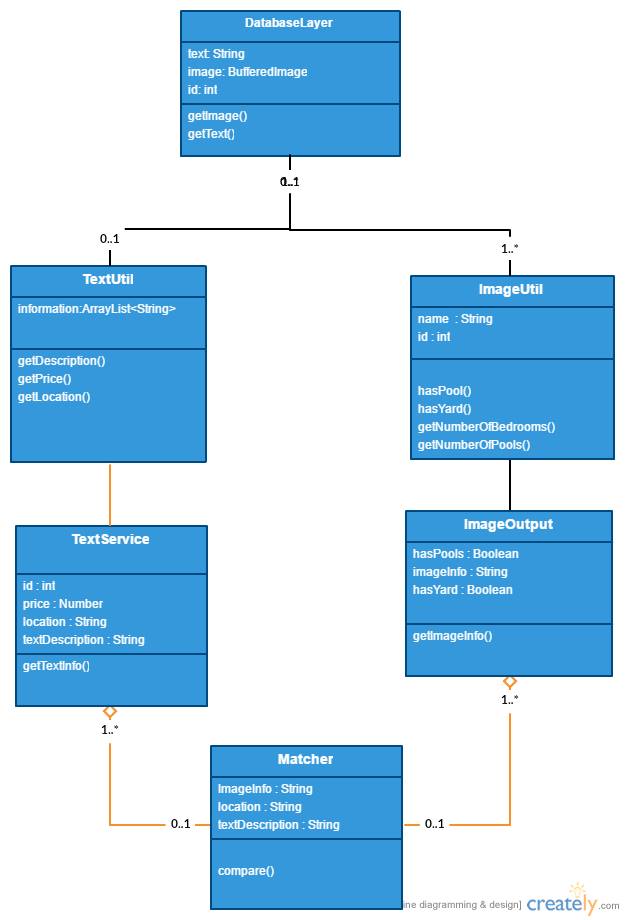 DatabaseLayer
text: String
image: BufferedImage
id: int
getImage()
getText()
0..1
0..1
1..*
TextUtil
information:ArrayList<String>
getDescription()
getPrice()
getLocation()
ImageUtil
name : String
id : int
hasPool()
hasYard()
getNumberOfBedrooms()
getNumberOfPools()
TextService
id : int
price : Number
location : String
textDescription : String
getTextInfo()
ImageOutput
hasPools : Boolean
imageInfo : String
hasYard : Boolean
getImageInfo()
1..*
1..*
Matcher
ImageInfo : String
location : String
textDescription : String
compare()
0..1
0..1
ine diagramming & design]
creately.com